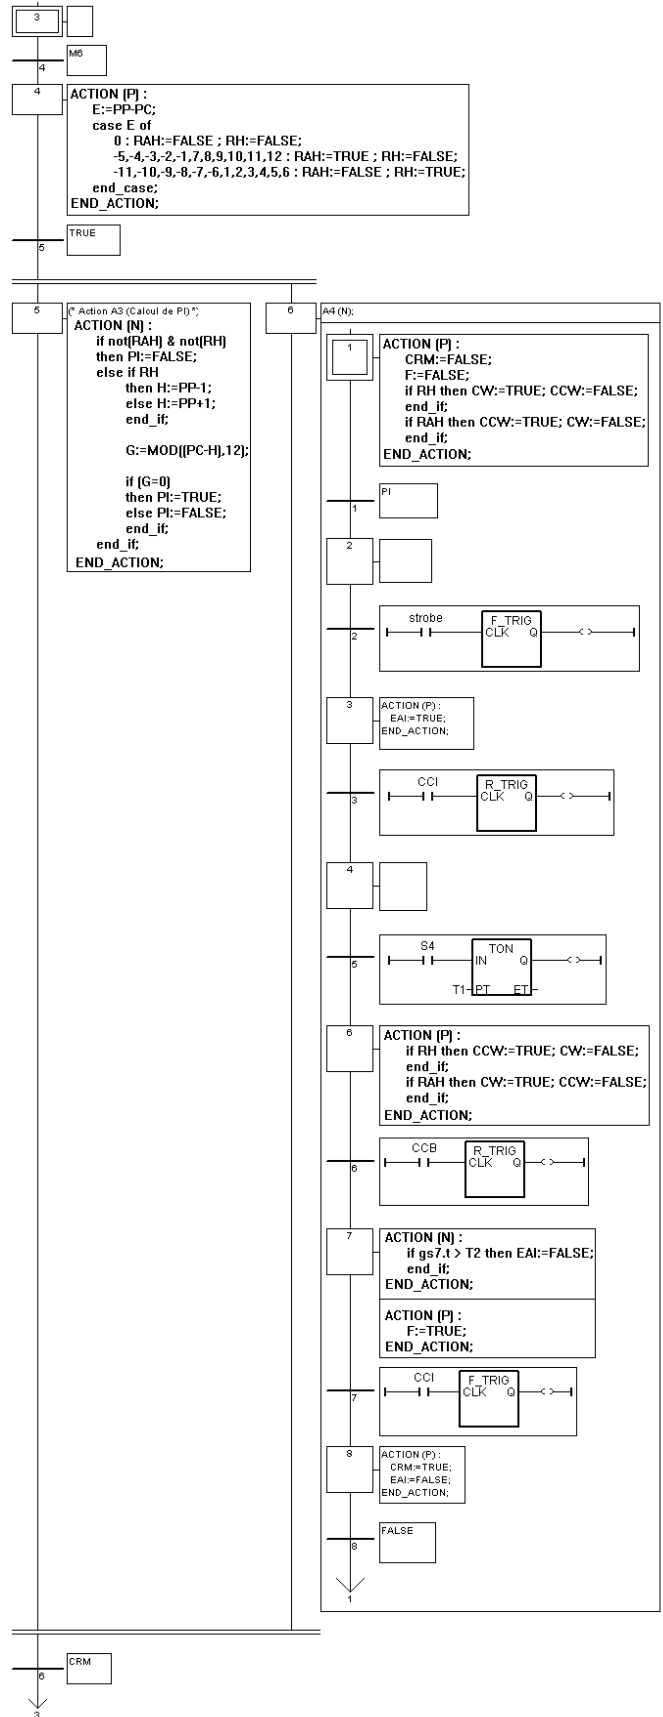 3
M6
4
4
ACTION (P) :
E:=PP-PC;
case E of
0 : RAH:=FALSE ; RH:=FALSE;
-5,-4,-3,-2,-1,7,8,9,10,11,12 : RAH:=TRUE ; RH:=FALSE;
-11,-10,-9,-8,-7,-6,1,2,3,4,5,6 : RAH:=FALSE ; RH:=TRUE;
end_case;
END_ACTION;
TRUE
5
5
(* Action A3 (Calcul de PI) *)
ACTION (N) :
if not(RAH) & not(RH)
then PI:=FALSE;
else if RH
then H:=PP-1;
else H:=PP+1;
end_if;
G:=MOD((PC-H),12);
if (G=0)
then PI:=TRUE;
else PI:=FALSE;
end_if;
end_if;
END_ACTION;
6
A4 (N);
1
ACTION (P) :
CRM:=FALSE;
F:=FALSE;
if RH then CW:=TRUE; CCW:=FALSE;
end_if;
if RAH then CCW:=TRUE; CW:=FALSE;
end_if;
END_ACTION;
PI
1
2
strobe
F_TRIG
CLK Q
2
3
ACTION (P) :
EAI:=TRUE;
END_ACTION;
CCI
R_TRIG
CLK Q
3
4
S4
TON
IN Q
T1 PT ET
5
6
ACTION (P) :
if RH then CCW:=TRUE; CW:=FALSE;
end_if;
if RAH then CW:=TRUE; CCW:=FALSE;
end_if;
END_ACTION;
CCB
R_TRIG
CLK Q
6
7
ACTION (N) :
if gs7.t > T2 then EAI:=FALSE;
end_if;
END_ACTION;
ACTION (P) :
F:=TRUE;
END_ACTION;
CCI
F_TRIG
CLK Q
7
8
ACTION (P) :
CRM:=TRUE;
EAI:=FALSE;
END_ACTION;
FALSE
8
1
CRM
6
3